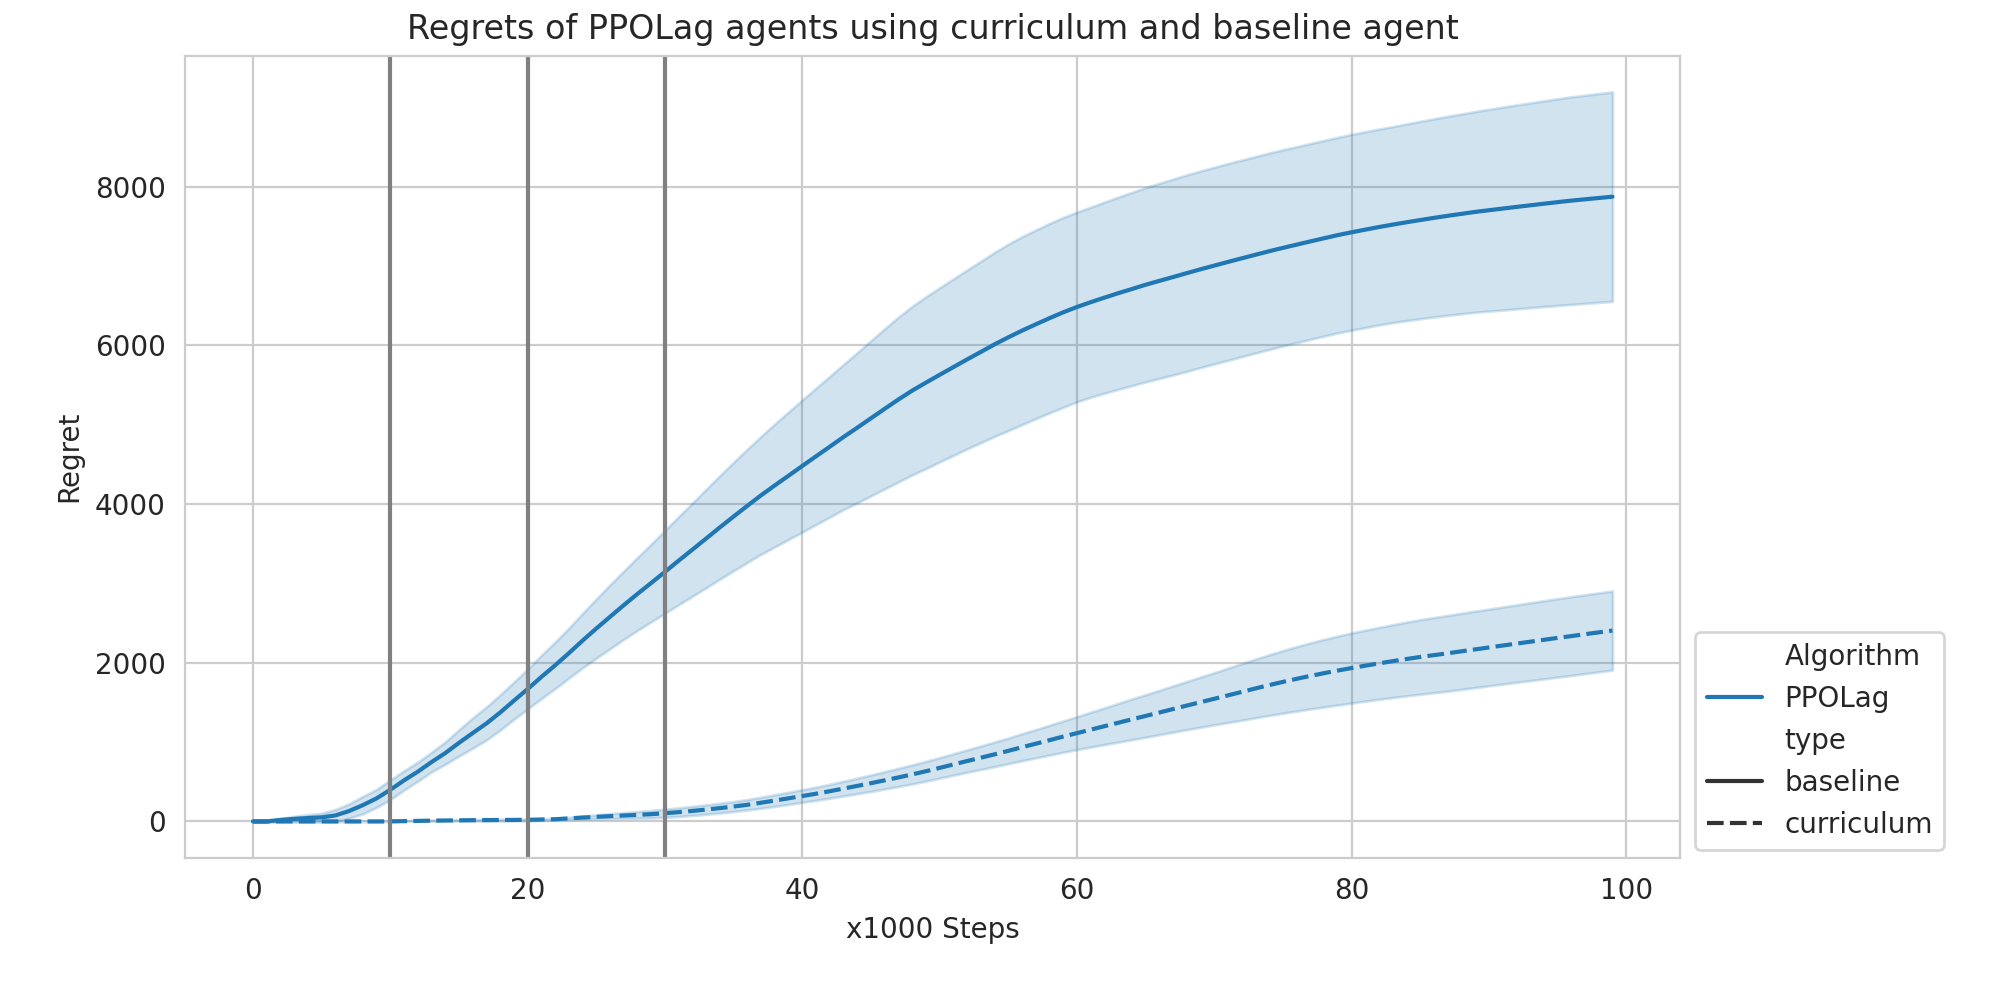 Regrets of PPOLag agents using curriculum and baseline agent
Regret
8000
6000
4000
2000
0
0 20 40 60 80 100
x1000 Steps
Algorithm
PPOLag
type
baseline
curriculum